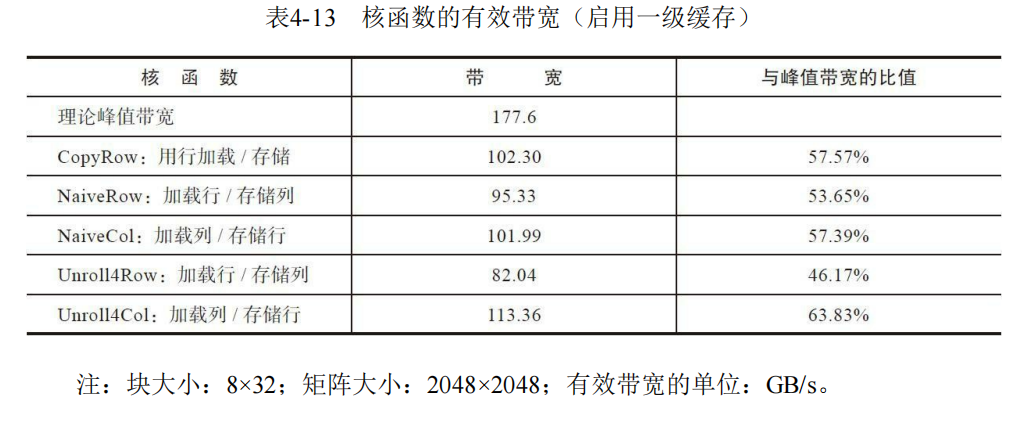 表4-13 核函数的有效带宽（启用一级缓存）
核 函 数 带 宽 与峰值带宽的比值
理论峰值带宽 177.6
CopyRow：用行加载 / 存储 102.30 57.57%
NaiveRow：加载行 / 存储列 95.33 53.65%
NaiveCol：加载列 / 存储行 101.99 57.39%
Unroll4Row：加载行 / 存储列 82.04 46.17%
Unroll4Col：加载列 / 存储行 113.36 63.83%
注：块大小：8×32；矩阵大小：2048×2048；有效带宽的单位：GB/s。